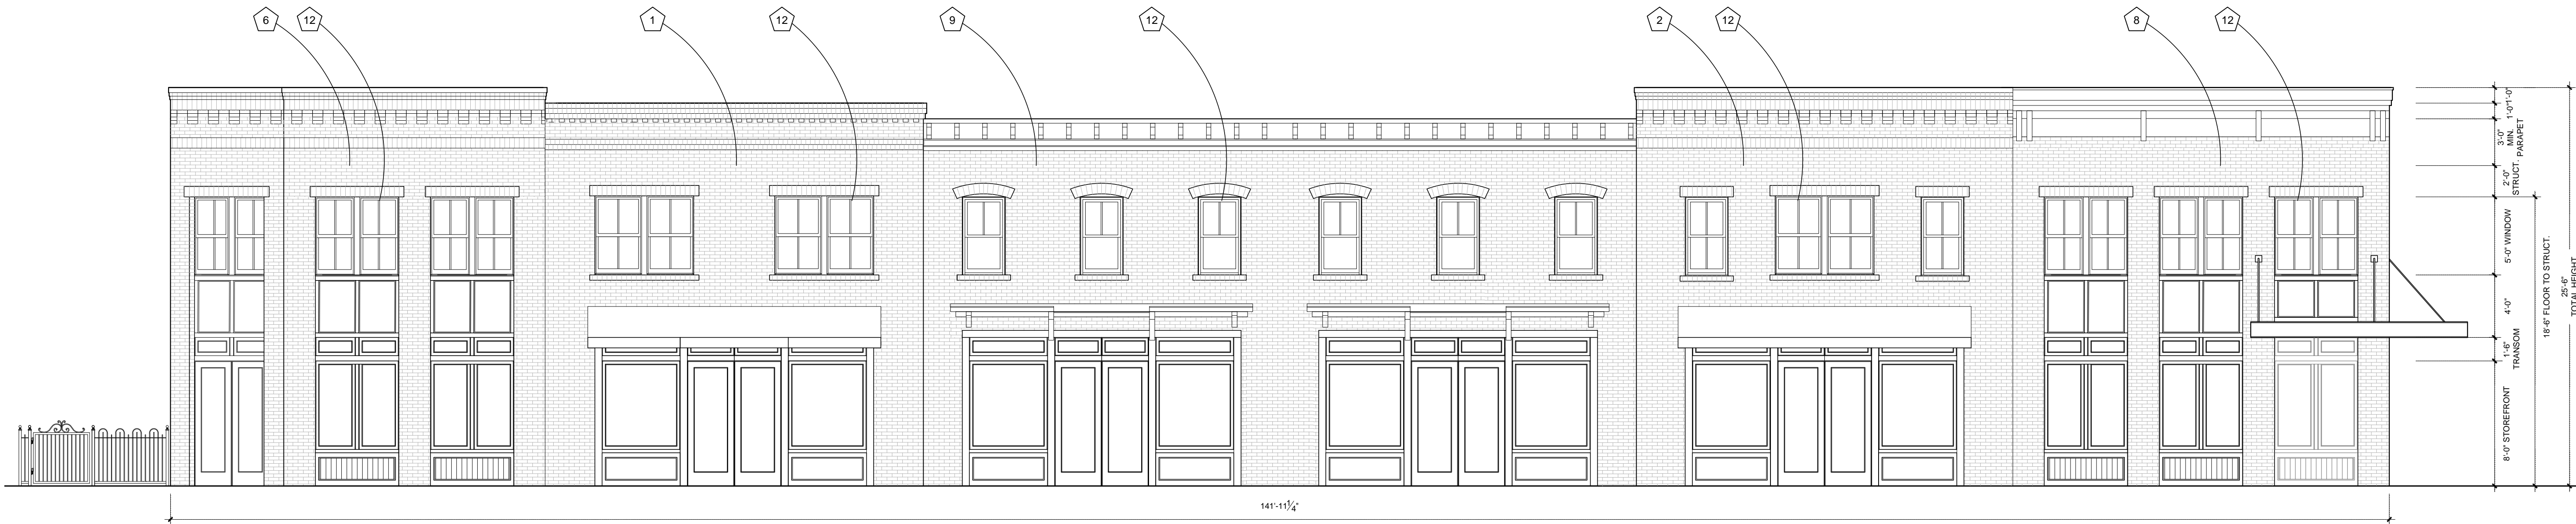 6
12
1
12
9
12
2
12
8
12
1'-0"
1'-0"
3'-0"
MIN.
PARAPET
2'-0"
STRUCT.
5'-0" WINDOW
4'-0"
1'-6"
TRANSOM
8'-0" STOREFRONT
18'-6" FLOOR TO STRUCT.
25'-6"
TOTAL HEIGHT
141'-11 1/4"